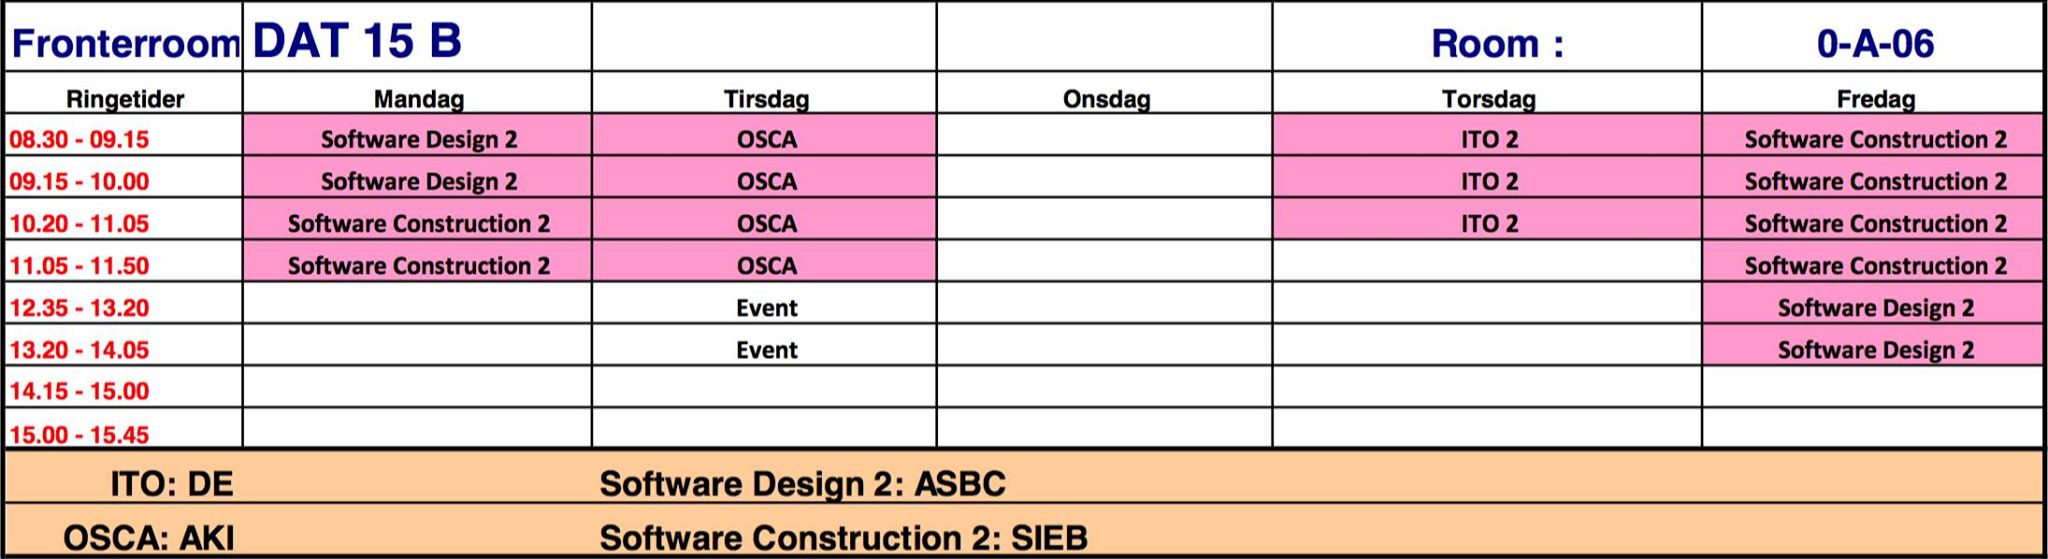 Fronterroom DAT 15 B Room : 0-A-06
Ringetider Mandag Tirsdag Onsdag Torsdag Fredag
08.30 - 09.15 Software Design 2 OSCA ITO 2 Software Construction 2
09.15 - 10.00 Software Design 2 OSCA ITO 2 Software Construction 2
10.20 - 11.05 Software Construction 2 OSCA ITO 2 Software Construction 2
11.05 - 11.50 Software Construction 2 OSCA Software Construction 2
12.35 - 13.20 Event Software Design 2
13.20 - 14.05 Event Software Design 2
14.15 - 15.00
15.00 - 15.45
ITO: DE Software Design 2: ASBC
OSCA: AKI Software Construction 2: SIEB